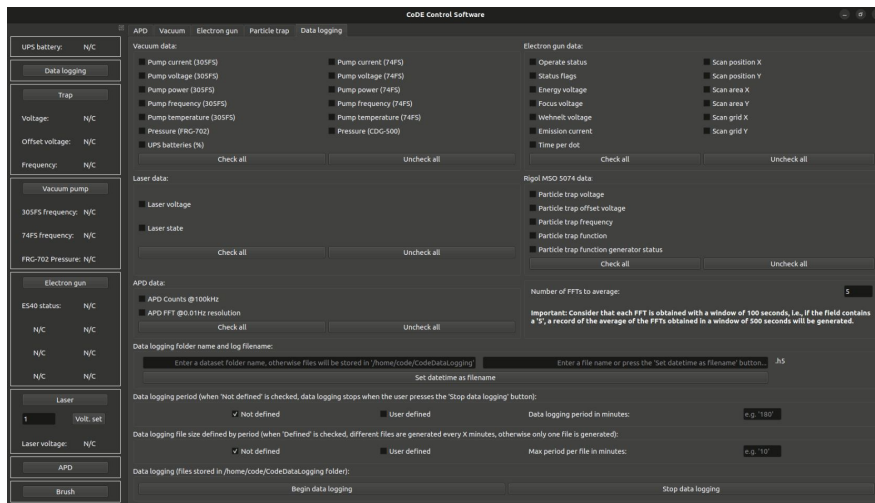 CoDE Control Software
UPS battery: N/C
Data logging
Trap
Voltage: N/C
Offset voltage: N/C
Frequency: N/C
Vacuum pump
305FS frequency: N/C
74FS frequency: N/C
FRG-702 Pressure: N/C
Electron gun
ES40 status: N/C
N/C N/C
N/C N/C
N/C N/C
Laser
1 Volt. set
Laser voltage: N/C
APD
Brush
APD Vacuum Electron gun Particle trap Data logging
Vacuum data:
Pump current (305FS) Pump current (74FS)
Pump voltage (305FS) Pump voltage (74FS)
Pump power (305FS) Pump power (74FS)
Pump frequency (305FS) Pump frequency (74FS)
Pump temperature (305FS) Pump temperature (74FS)
Pressure (FRG-702) Pressure (CDG-500)
UPS batteries (%)
Check all Uncheck all
Electron gun data:
Operate status Scan position X
Status flags Scan position Y
Energy voltage Scan area X
Focus voltage Scan area Y
Wehnelt voltage Scan grid X
Emission current Scan grid Y
Time per dot
Check all Uncheck all
Laser data:
Laser voltage
Laser state
Check all Uncheck all
Rigol MSO 5074 data:
Particle trap voltage
Particle trap offset voltage
Particle trap frequency
Particle trap function
Particle trap function generator status
Check all Uncheck all
APD data:
APD Counts @100kHz
APD FFT @0.01Hz resolution
Check all Uncheck all
Number of FFTs to average: 5
Important: Consider that each FFT is obtained with a window of 100 seconds, i.e., if the field contains
a '5', a record of the average of the FFTs obtained in a window of 500 seconds will be generated.
Data logging folder name and log filename:
Enter a dataset folder name, otherwise files will be stored in '/home/code/CodeDataLogging' Enter a file name or press the 'Set datetime as filename' button... .h5
Set datetime as filename
Data logging period (when 'Not defined' is checked, data logging stops when the user presses the 'Stop data logging' button):
Not defined User defined Data logging period in minutes: e.g. '180'
Data logging file size defined by period (when 'Defined' is checked, different files are generated every X minutes, otherwise only one file is generated):
Not defined User defined Max period per file in minutes: e.g. '10'
Data logging (files stored in /home/code/CodeDataLogging folder):
Begin data logging Stop data logging